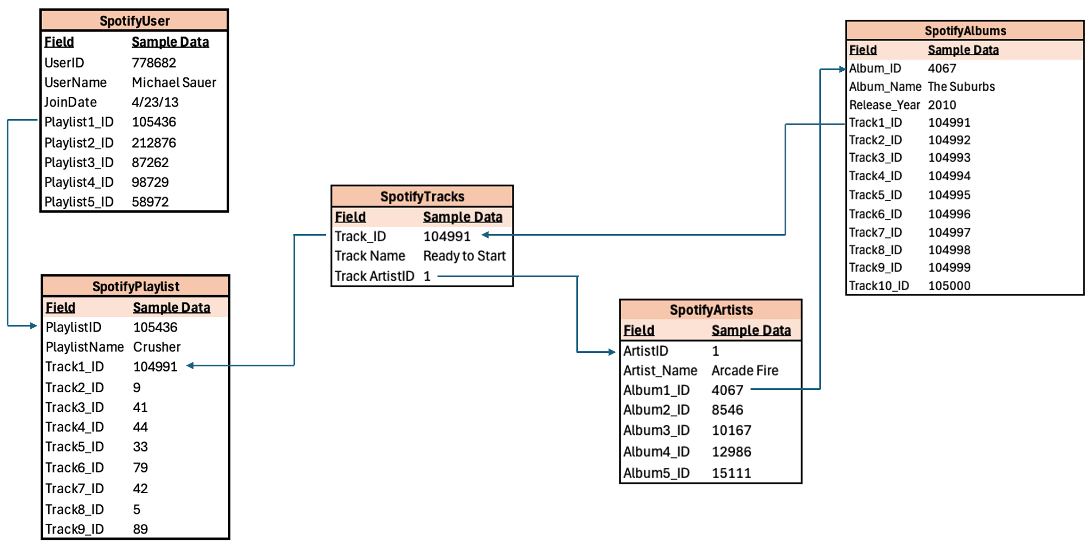 SpotifyUser
Field Sample Data
UserID 778682
UserName Michael Sauer
JoinDate 4/23/13
Playlist1_ID 105436
Playlist2_ID 212876
Playlist3_ID 87262
Playlist4_ID 98729
Playlist5_ID 58972
SpotifyPlaylist
Field Sample Data
PlaylistID 105436
PlaylistName Crusher
Track1_ID 104991
Track2_ID 9
Track3_ID 41
Track4_ID 44
Track5_ID 33
Track6_ID 79
Track7_ID 42
Track8_ID 5
Track9_ID 89
SpotifyTracks
Field Sample Data
Track_ID 104991
Track Name Ready to Start
Track ArtistID 1
SpotifyArtists
Field Sample Data
ArtistID 1
Artist_Name Arcade Fire
Album1_ID 4067
Album2_ID 8546
Album3_ID 10167
Album4_ID 12986
Album5_ID 15111
SpotifyAlbums
Field Sample Data
Album_ID 4067
Album_Name The Suburbs
Release_Year 2010
Track1_ID 104991
Track2_ID 104992
Track3_ID 104993
Track4_ID 104994
Track5_ID 104995
Track6_ID 104996
Track7_ID 104997
Track8_ID 104998
Track9_ID 104999
Track10_ID 105000